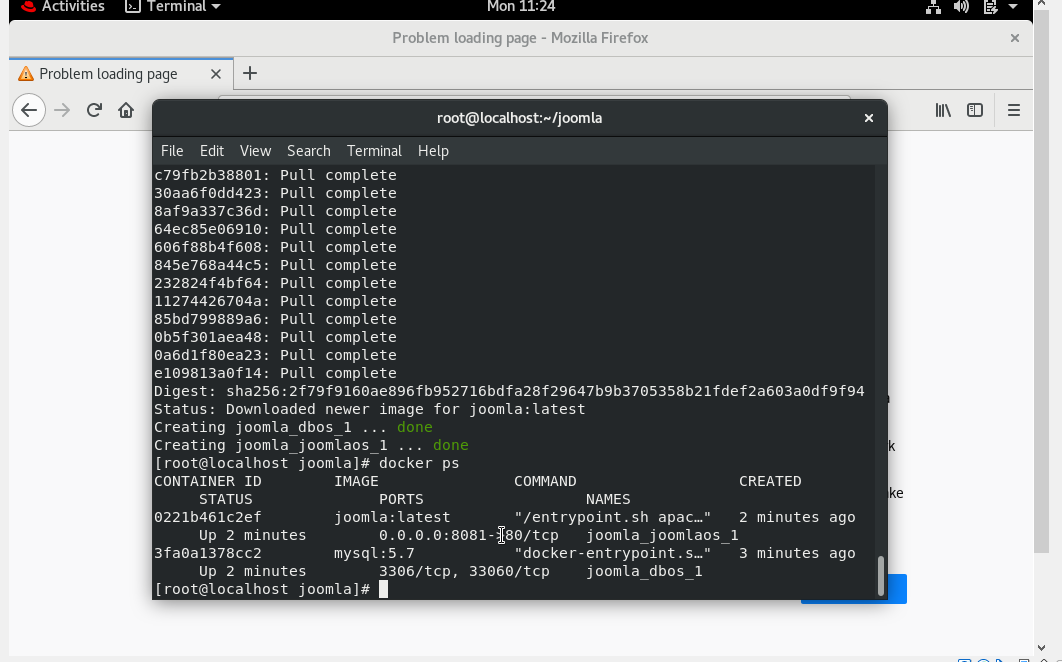 Activities Terminal Mon 11:24
Problem loading page - Mozilla Firefox
Problem loading page
root@localhost:~/joomla
File Edit View Search Terminal Help
c79fb2b38801: Pull complete
30aa6f0dd423: Pull complete
8af9a337c36d: Pull complete
64ec85e06910: Pull complete
606f88b4f608: Pull complete
845e768a44c5: Pull complete
232824f4bf64: Pull complete
11274426704a: Pull complete
85bd799889a6: Pull complete
0b5f301aea48: Pull complete
0a6d1f80ea23: Pull complete
e109813a0f14: Pull complete
Digest: sha256:2f79f9160ae896fb952716bdfa28f29647b9b3705358b21fdef2a603a0df9f94
Status: Downloaded newer image for joomla:latest
Creating joomla_dbos_1 ... done
Creating joomla_joomlaos_1 ... done
[root@localhost joomla]# docker ps
CONTAINER ID IMAGE COMMAND CREATED
STATUS PORTS NAMES
0221b461c2ef joomla:latest "/entrypoint.sh apac…" 2 minutes ago
Up 2 minutes 0.0.0.0:8081->80/tcp joomla_joomlaos_1
3fa0a1378cc2 mysql:5.7 "docker-entrypoint.s…" 3 minutes ago
Up 2 minutes 3306/tcp, 33060/tcp joomla_dbos_1
[root@localhost joomla]#